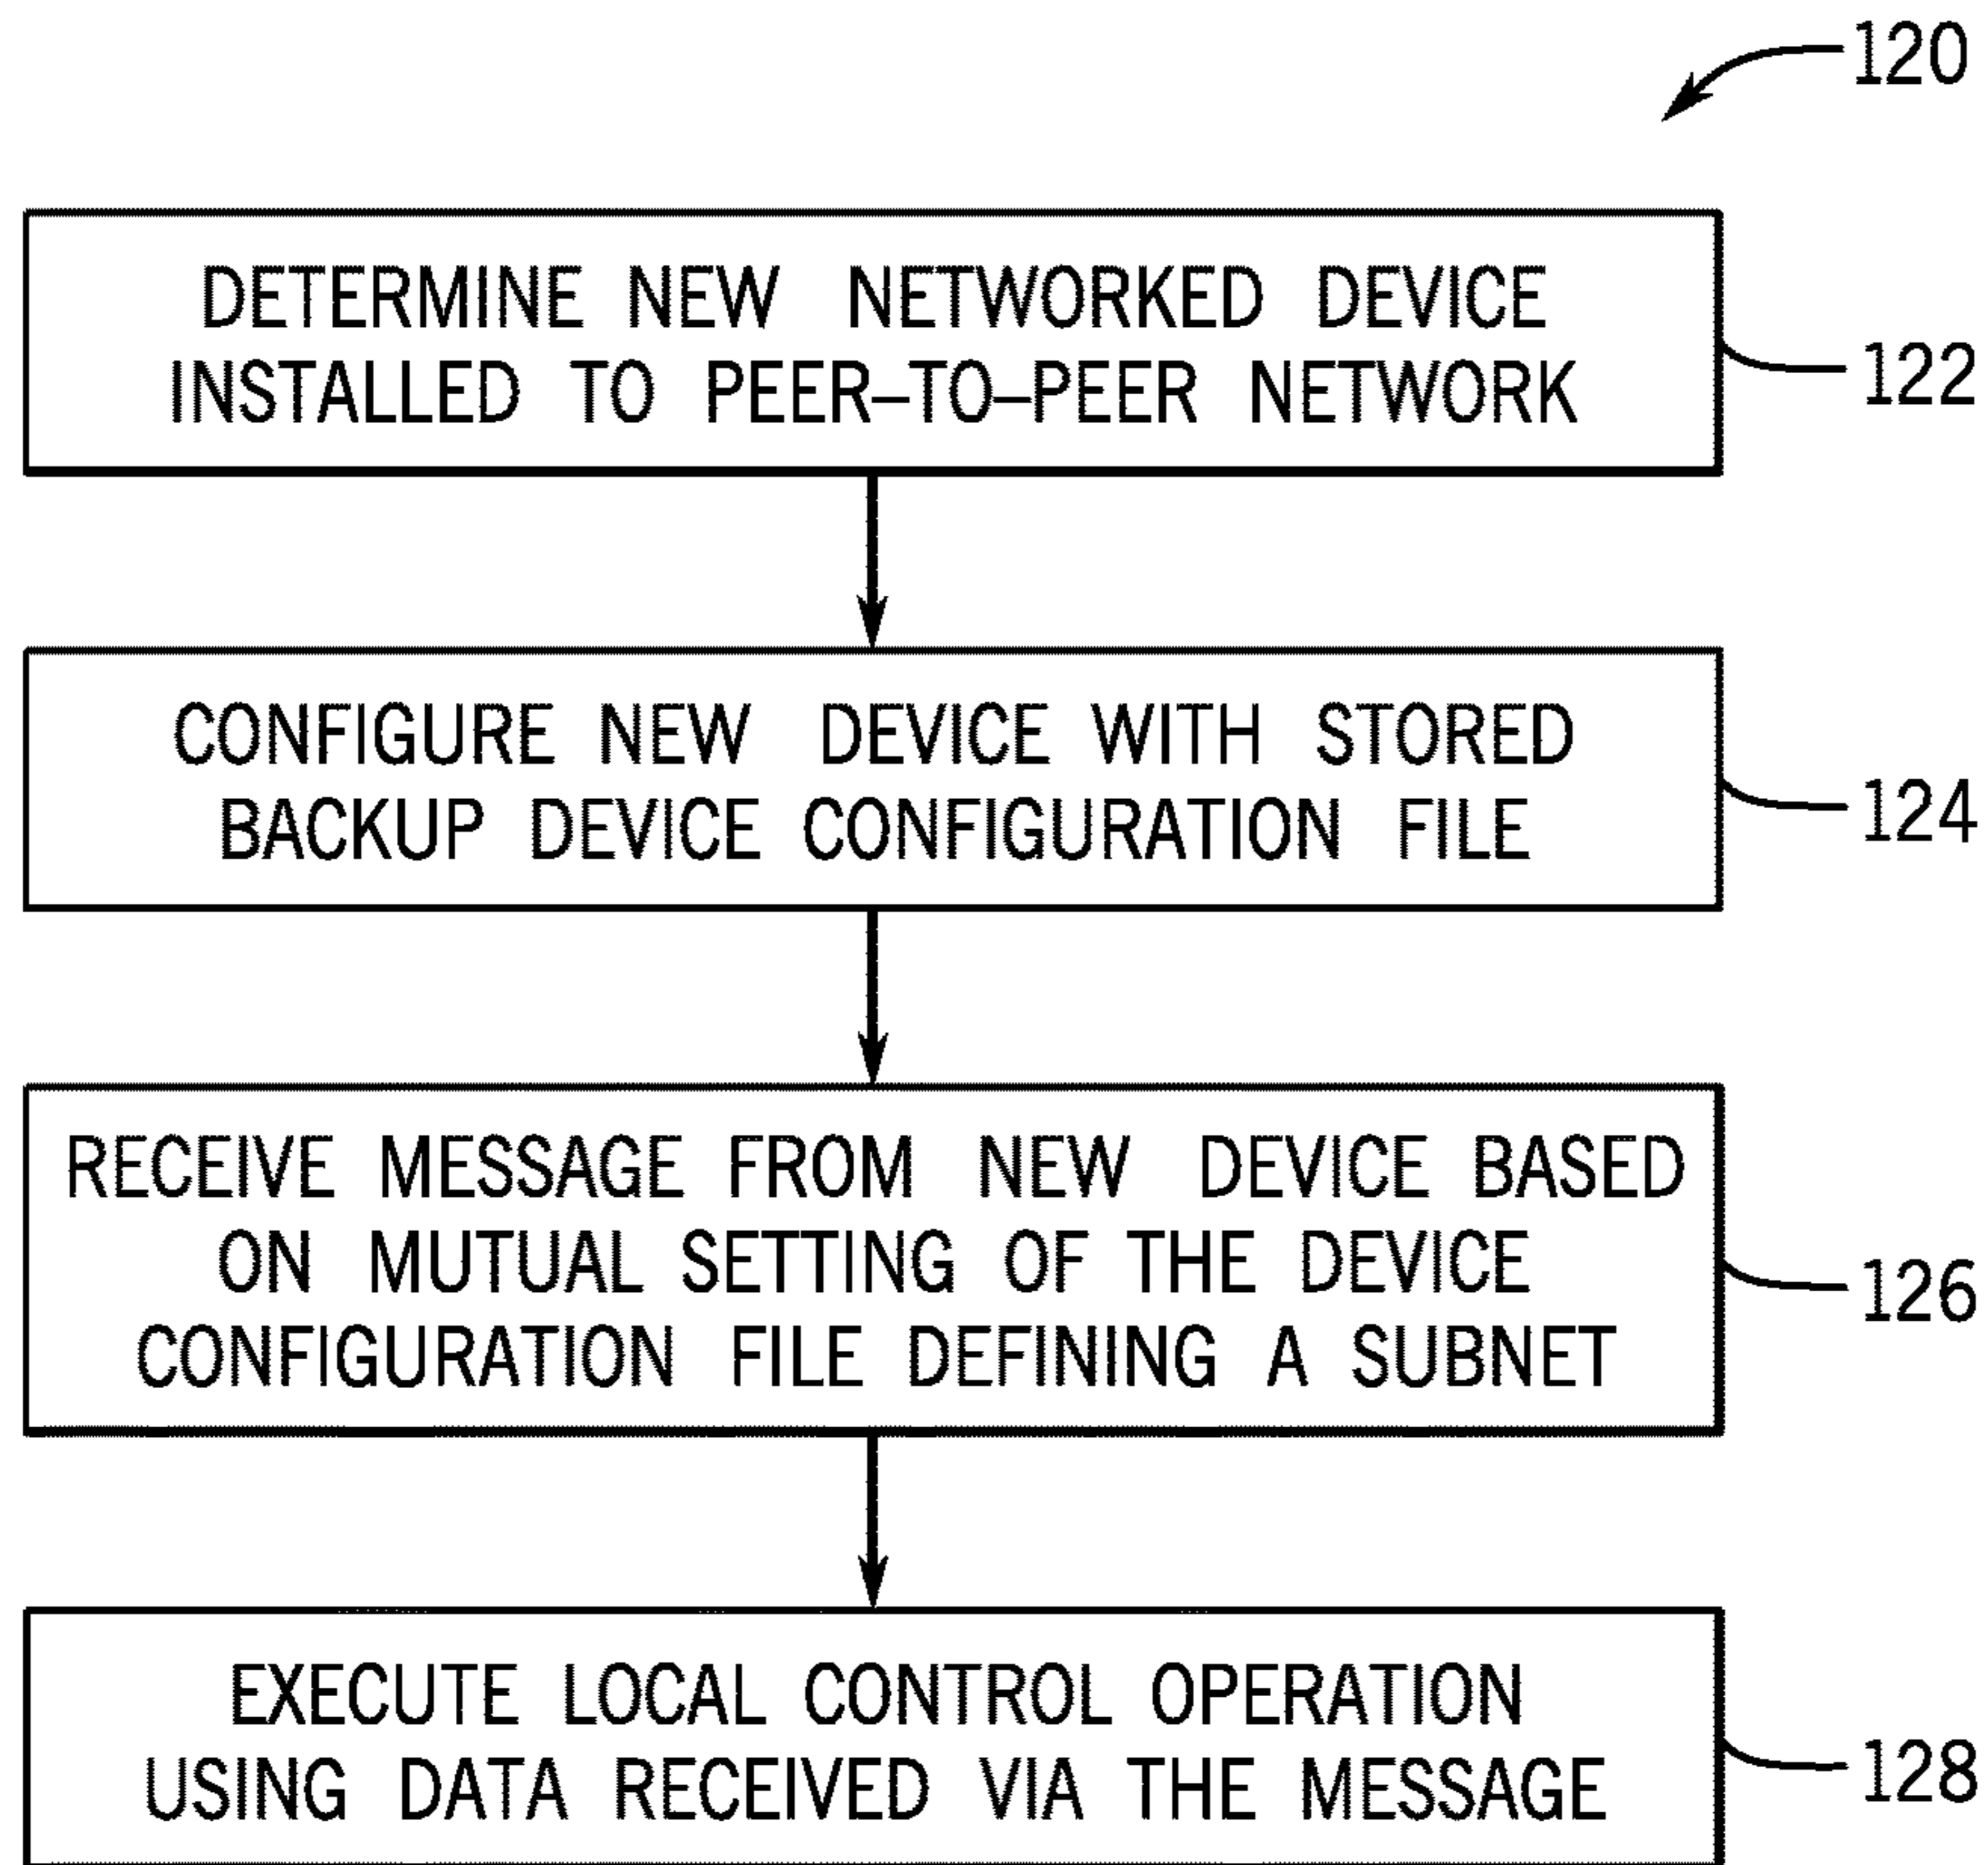 120
DETERMINE NEW NETWORKED DEVICE
INSTALLED TO PEER–TO–PEER NETWORK
122
CONFIGURE NEW DEVICE WITH STORED
BACKUP DEVICE CONFIGURATION FILE
124
RECEIVE MESSAGE FROM NEW DEVICE BASED
ON MUTUAL SETTING OF THE DEVICE
CONFIGURATION FILE DEFINING A SUBNET
126
EXECUTE LOCAL CONTROL OPERATION
USING DATA RECEIVED VIA THE MESSAGE
128